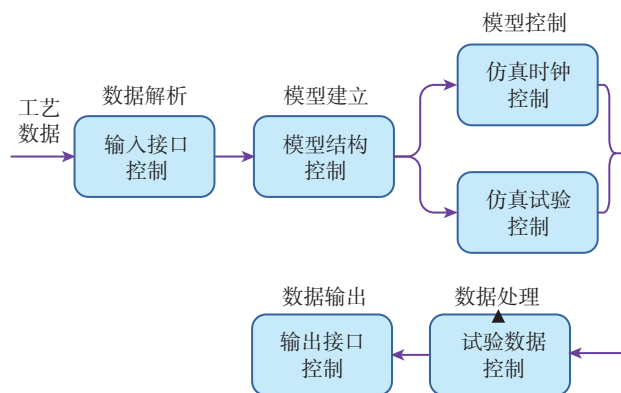 模型控制
仿真时钟
控制
工艺
数据
数据解析
输入接口
控制
模型建立
模型结构
控制
仿真试验
控制
数据输出
输出接口
控制
数据处理
试验数据
控制